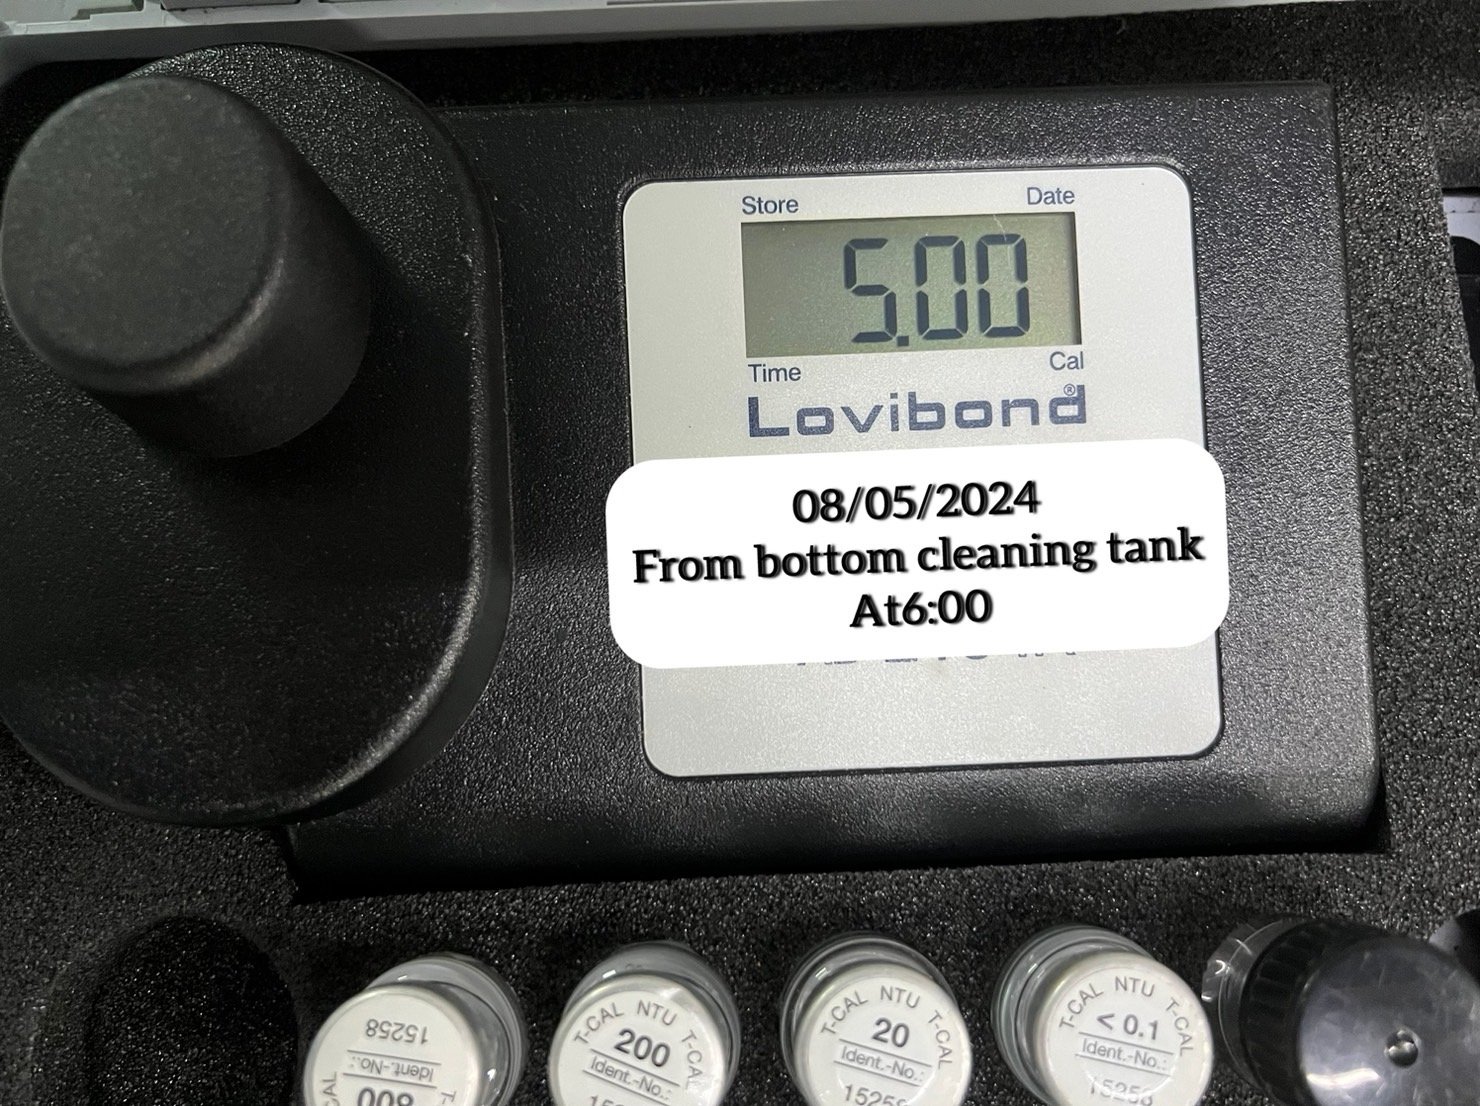 Store Date
5.00
Time Cal
Lovibond®
08/05/2024
From bottom cleaning tank
At6:00
T-CAL
800
Ident.-No.:
15258
T-CAL NTU T-CAL
200
Ident.-No.:
T-CAL NTU T-CAL
20
Ident.-No.:
T-CAL NTU T-CAL
< 0.1
Ident.-No.: